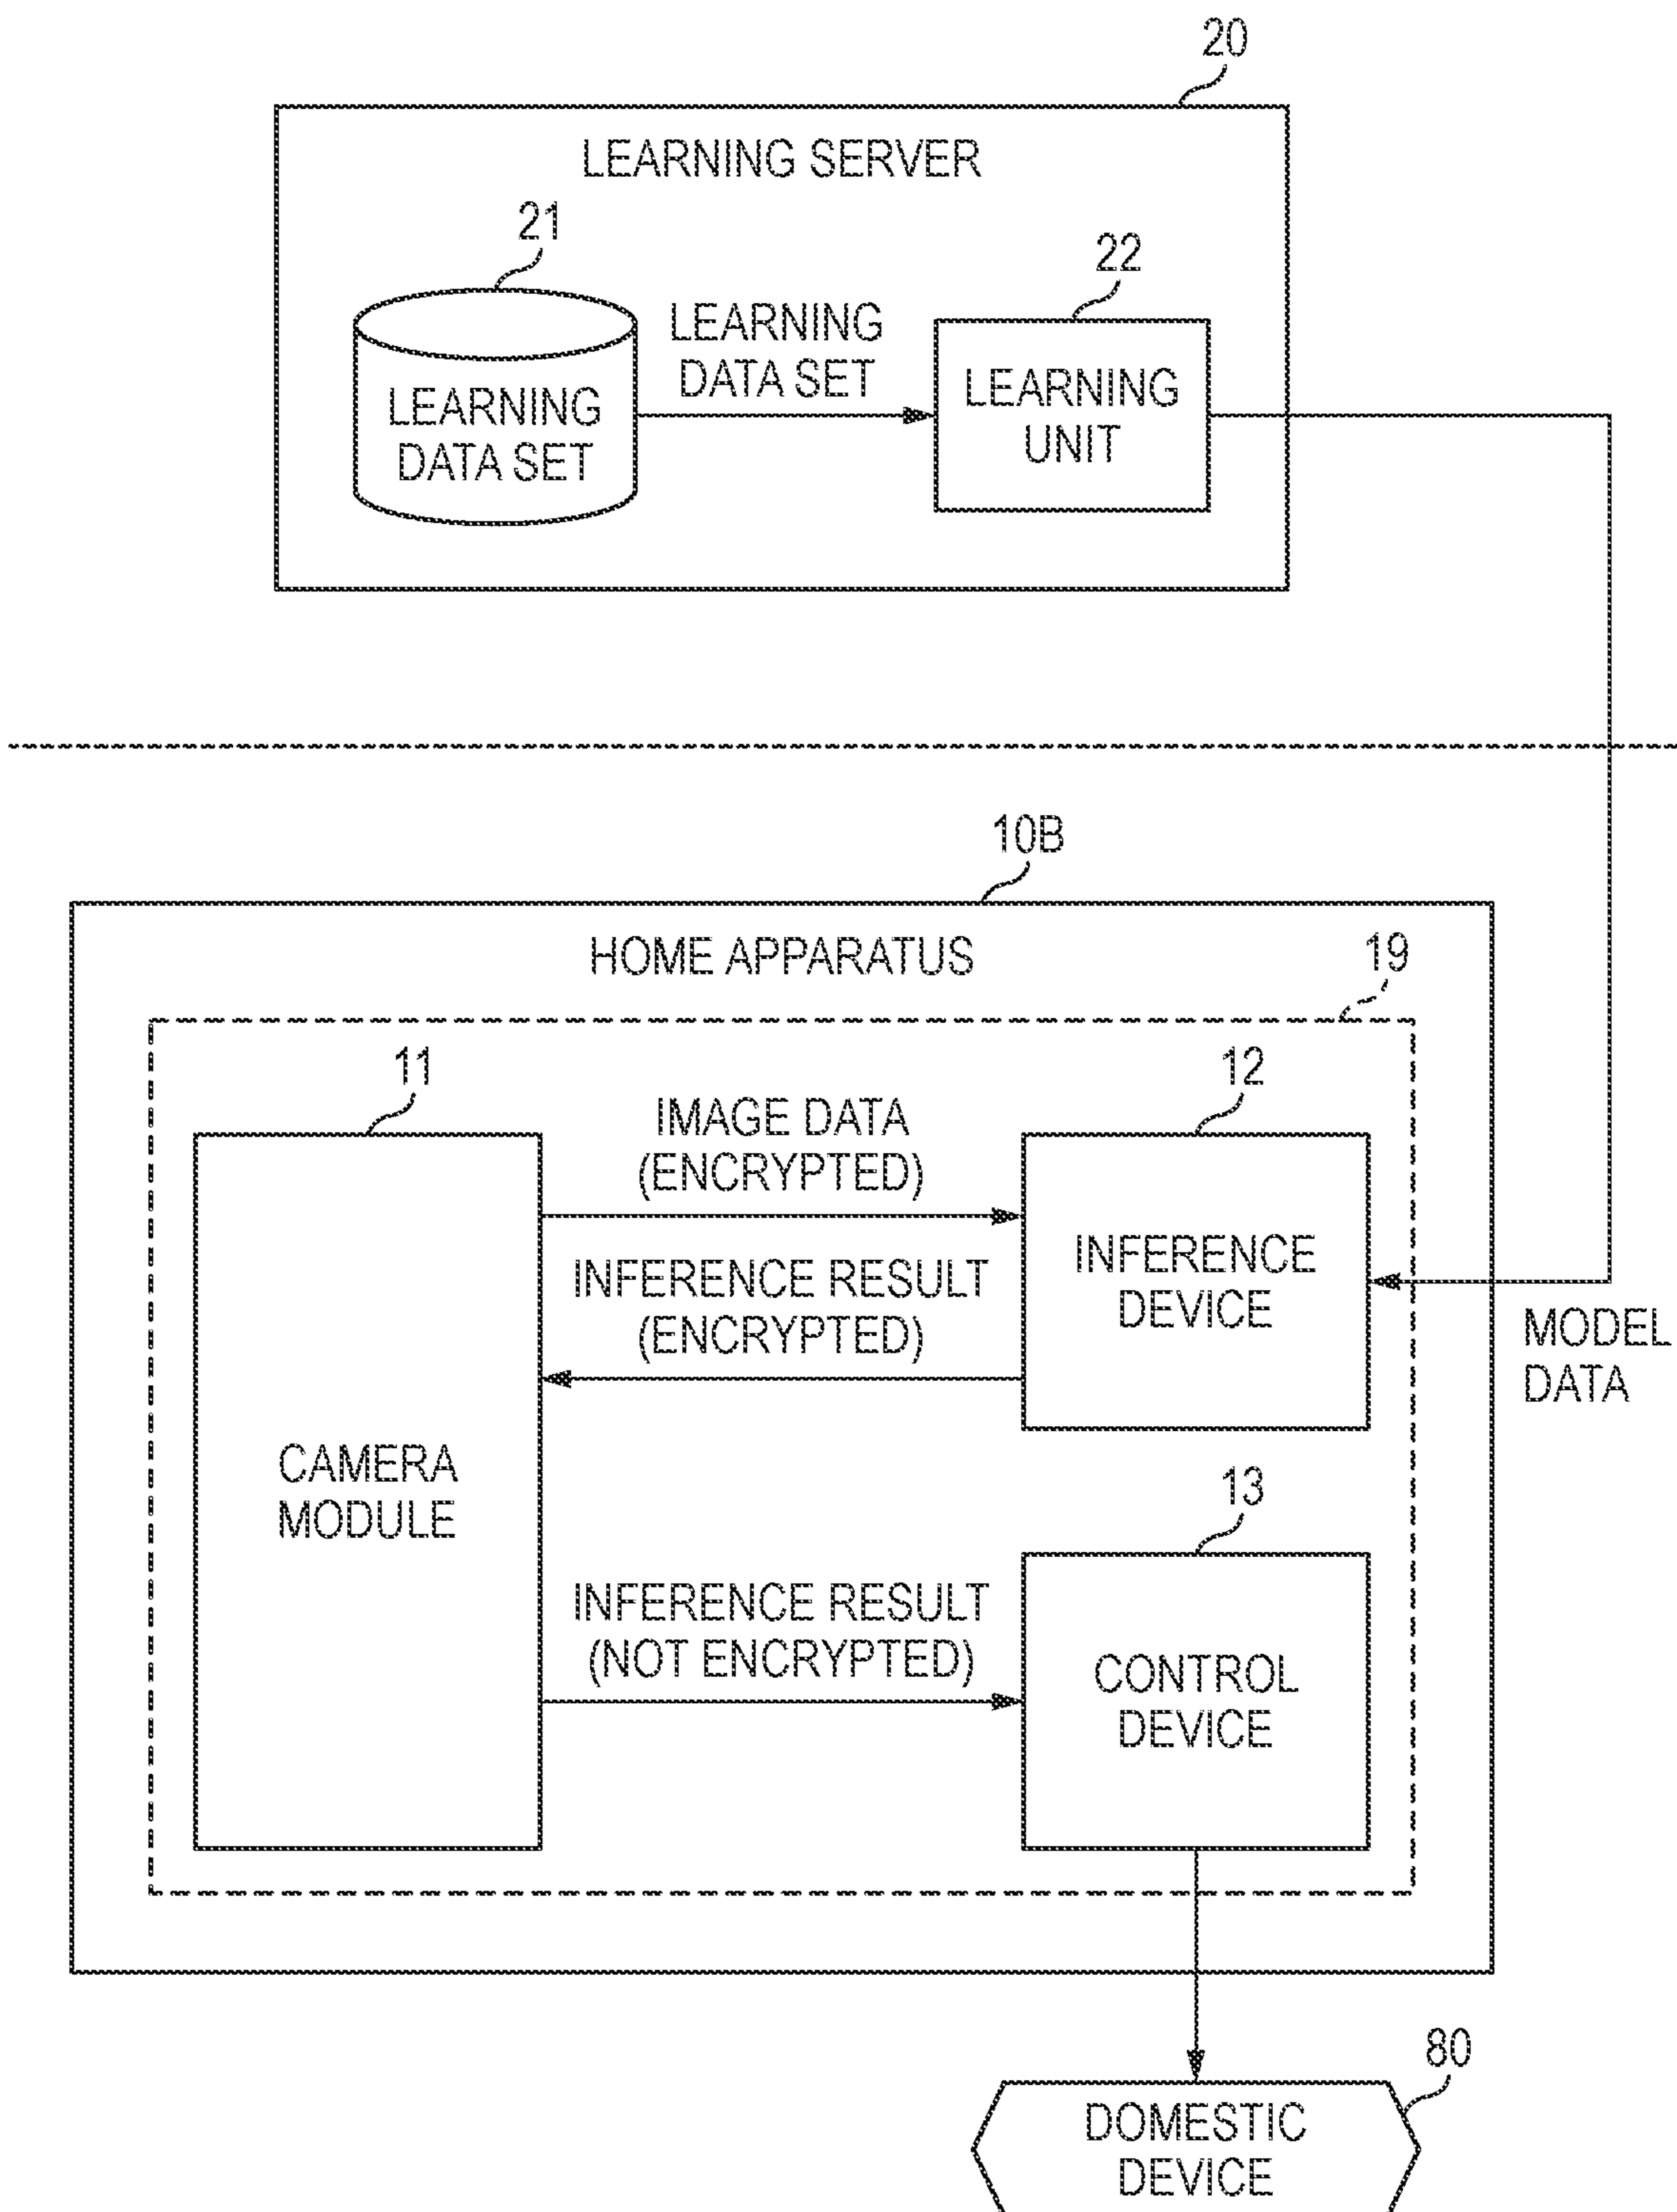 20
LEARNING SERVER
21
22
LEARNING
DATA SET
LEARNING
DATA SET
LEARNING
UNIT
10B
HOME APPARATUS
19
11
12
IMAGE DATA
(ENCRYPTED)
INFERENCE RESULT
(ENCRYPTED)
INFERENCE
DEVICE
MODEL
DATA
CAMERA
MODULE
13
INFERENCE RESULT
(NOT ENCRYPTED)
CONTROL
DEVICE
80
DOMESTIC
DEVICE